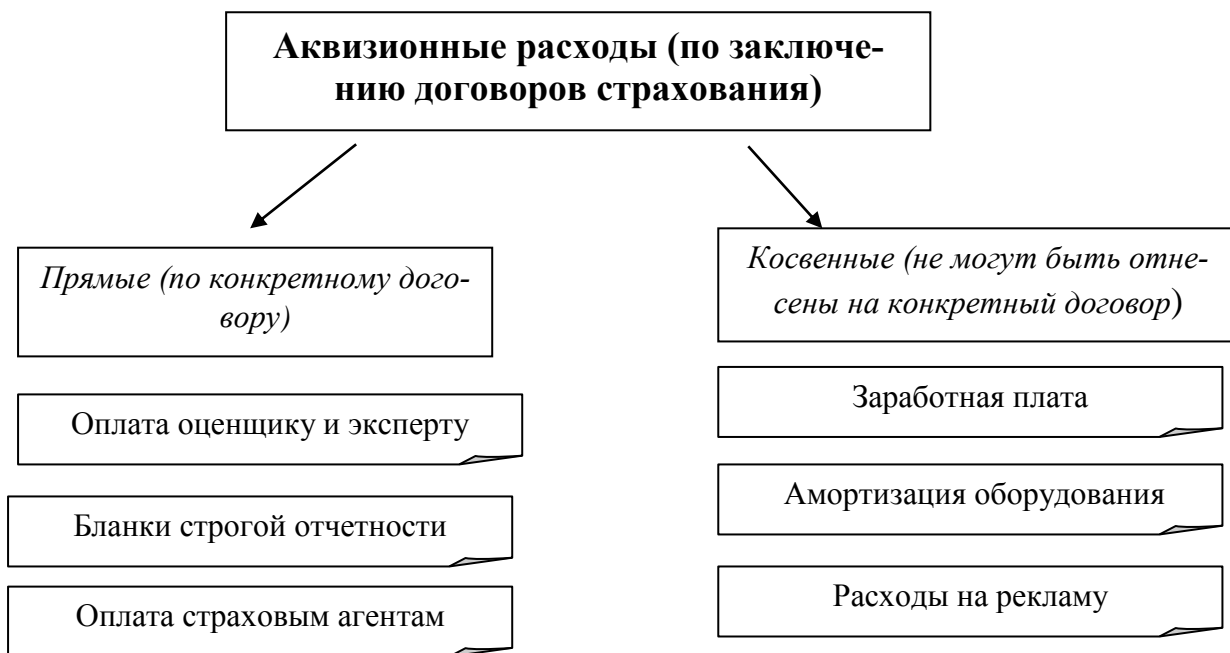 Аквизионные расходы (по заключе-
нию договоров страхования)
Прямые (по конкретному дого-
вору)
Оплата оценщику и эксперту
Бланки строгой отчетности
Оплата страховым агентам
Косвенные (не могут быть отне-
сены на конкретный договор)
Заработная плата
Амортизация оборудования
Расходы на рекламу